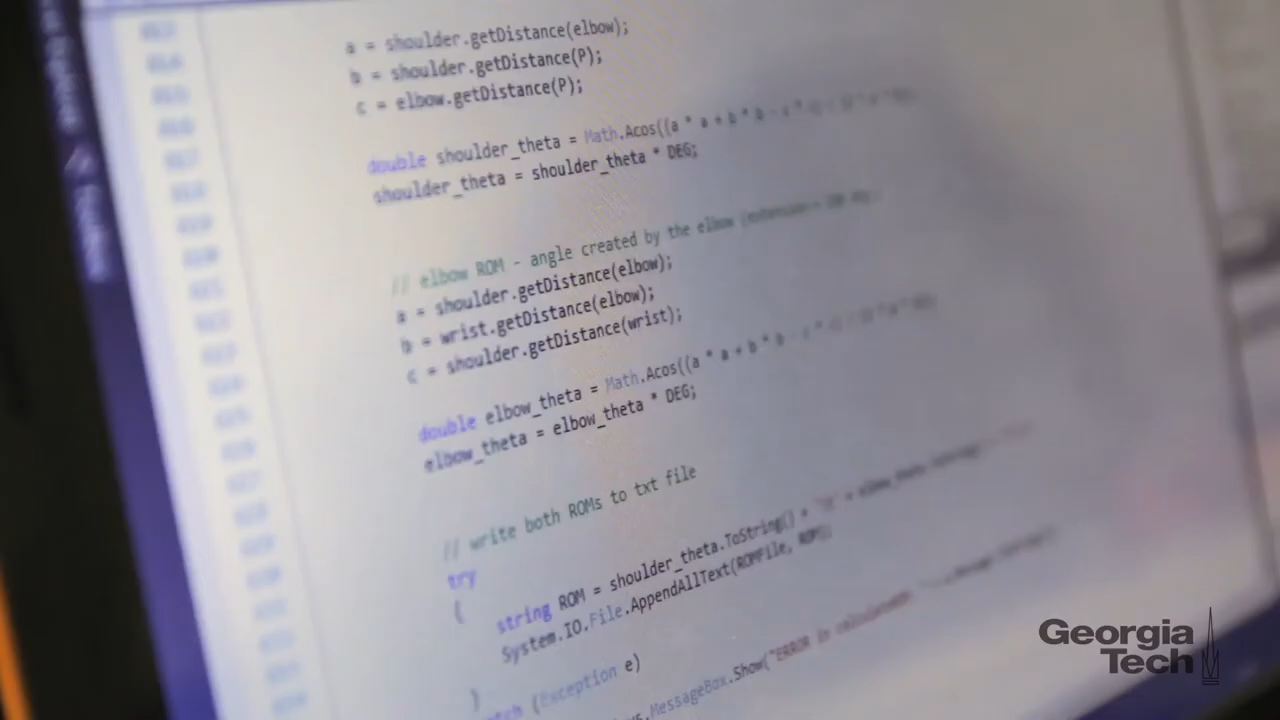 a = shoulder.getDistance(elbow);
b = shoulder.getDistance(P);
c = elbow.getDistance(P);
double shoulder_theta = Math.Acos((a * a + b * b - c *
shoulder_theta = shoulder_theta * DEG;
// elbow ROM - angle created by the elbow (extension =
a = shoulder.getDistance(elbow);
b = wrist.getDistance(elbow);
c = shoulder.getDistance(wrist);
double elbow_theta = Math.Acos((a * a + b * b - c *
elbow_theta = elbow_theta * DEG;
// write both ROMs to txt file
try
{
string ROM = shoulder_theta.ToString() +
System.IO.File.AppendAllText(ROMFile, ROM);
}
(Exception e)
MessageBox.Show("ERROR in
Georgia
Tech